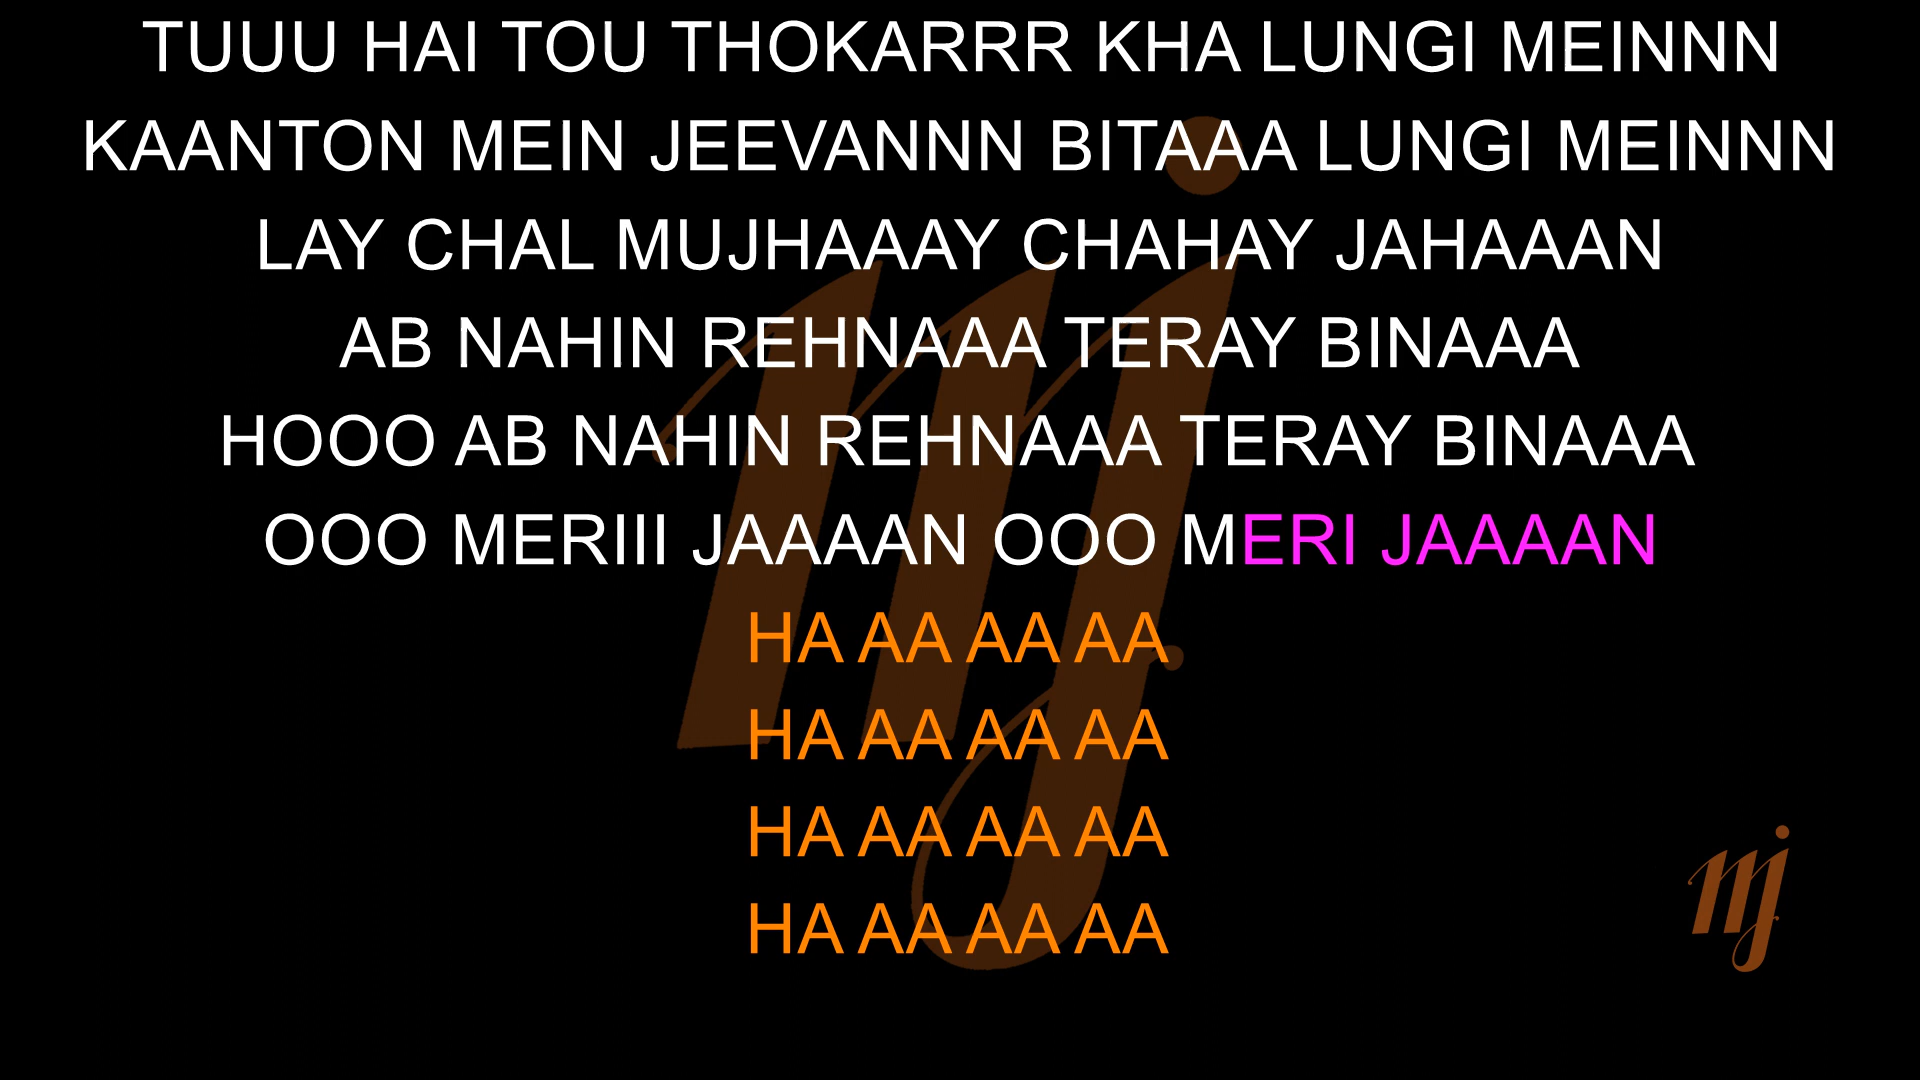 TUUU HAI TOU THOKARRR KHA LUNGI MEINNN
KAANTON MEIN JEEVANNN BITAAA LUNGI MEINNN
LAY CHAL MUJHAAAY CHAHAY JAHAAAN
AB NAHIN REHNAAA TERAY BINAAA
HOOO AB NAHIN REHNAAA TERAY BINAAA
OOO MERIII JAAAAN OOO MERI JAAAAN
HA AA AA AA
HA AA AA AA
HA AA AA AA
HA AA AA AA
mj
mj